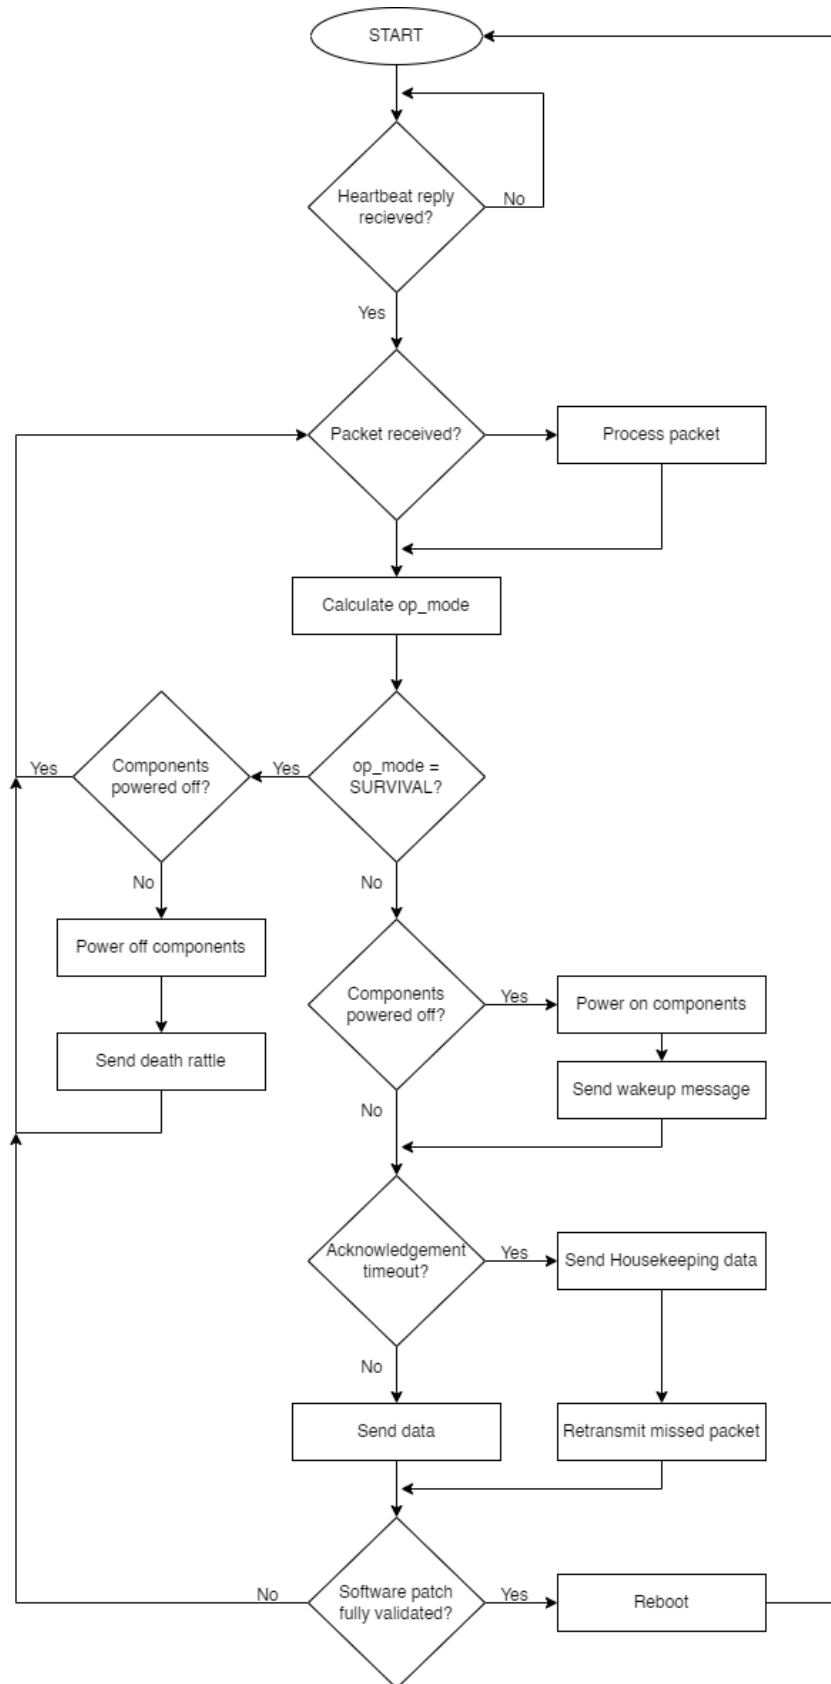 START
Heartbeat reply
recieved?
No
Yes
Packet received?
Process packet
Calculate op_mode
Yes
Components
powered off?
Yes
op_mode =
SURVIVAL?
No
No
Power off components
Components
powered off?
Yes
Power on components
Send death rattle
Send wakeup message
No
Acknowledgement
timeout?
Yes
Send Housekeeping data
No
Send data
Retransmit missed packet
No
Software patch
fully validated?
Yes
Reboot